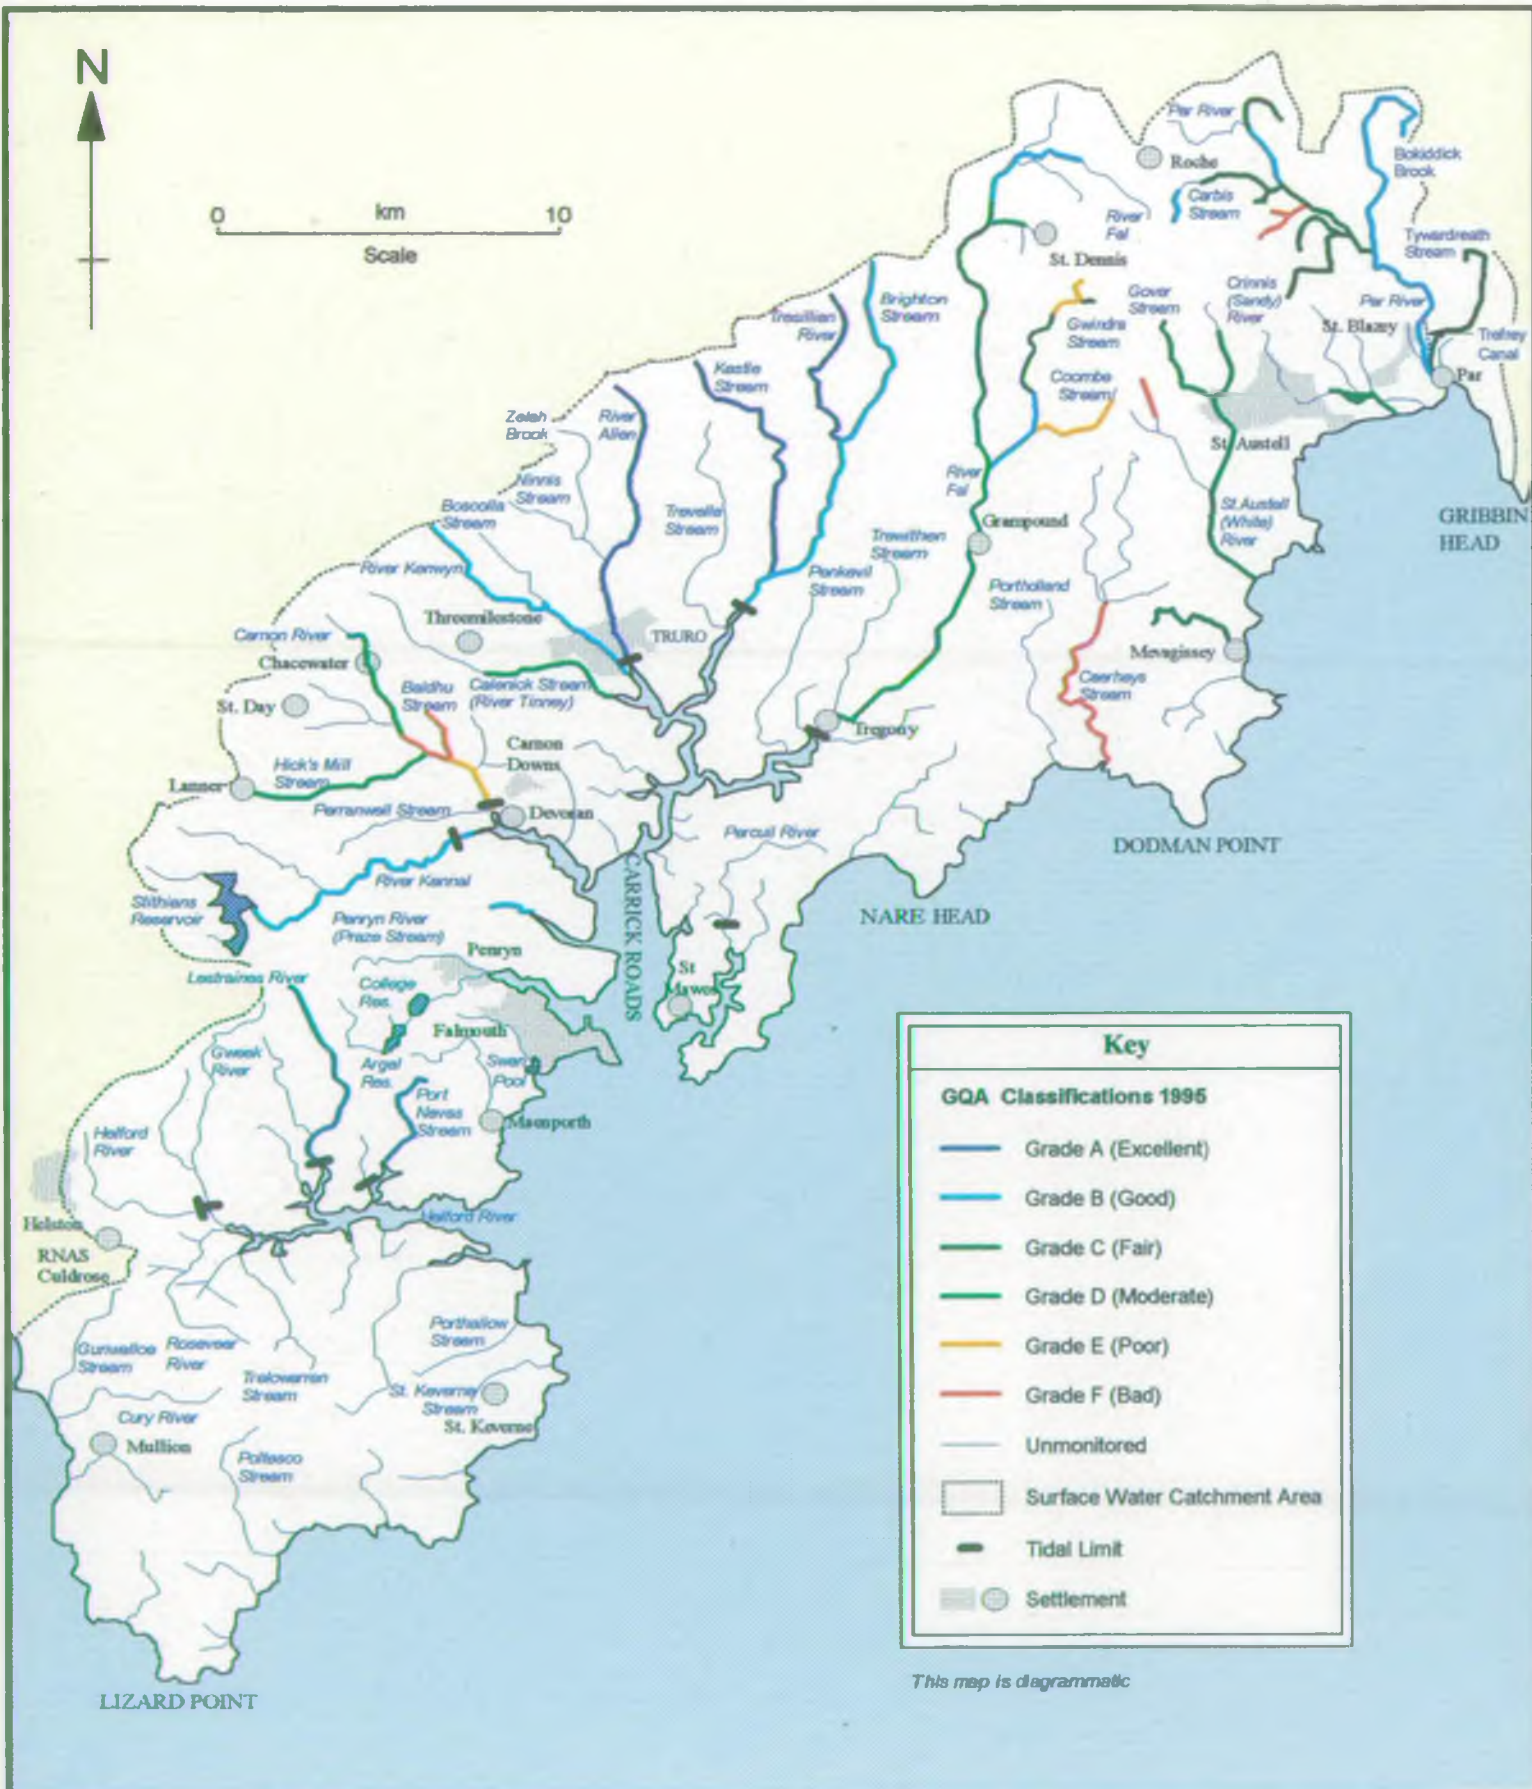 N
0 km 10
Scale
Par River
Roche
Bokiddick
Brook
Carbis
Stream
River
Fal
Tywardreath
Stream
St. Dennis
Gover
Stream
Crinnis
(Sandy)
River
Par River
St. Blazey
Trefrey
Canal
Par
Brighton
Stream
Tresillian
River
Gwindra
Stream
Kestle
Stream
Coombe
Stream
Zelah
Brook
River
Allen
St. Austell
Ninnis
Stream
Boscolla
Stream
Trevella
Stream
River
Fal
Grampound
St.Austell
(White)
River
GRIBBIN
HEAD
Trewithen
Stream
Penkevil
Stream
Portholland
Stream
River Kenwyn
Threemilestone
TRURO
Carnon River
Chacewater
Mevagissey
Caerhays
Stream
Baldhu
Stream
Calenick Stream
(River Tinney)
St. Day
Tregony
Carnon
Downs
Hick's Mill
Stream
Lanner
Perranwell Stream
Devoran
Percuil River
DODMAN POINT
River Kennal
CARRICK ROADS
Stithians
Reservoir
NARE HEAD
Penryn River
(Praze Stream)
Penryn
Lestraines River
College
Res.
St
Mawes
Falmouth
Gweek
River
Argal
Res.
Swan
Pool
Port
Navas
Stream
Maenporth
Helford
River
Helford River
Helston
RNAS
Culdrose
Porthallow
Stream
Gunwalloe
Stream
Roseveer
River
Trelowarren
Stream
St. Keverne
Stream
St. Keverne
Cury River
Mullion
Poltesco
Stream
LIZARD POINT
Key
GQA Classifications 1995
Grade A (Excellent)
Grade B (Good)
Grade C (Fair)
Grade D (Moderate)
Grade E (Poor)
Grade F (Bad)
Unmonitored
Surface Water Catchment Area
Tidal Limit
Settlement
This map is diagrammatic